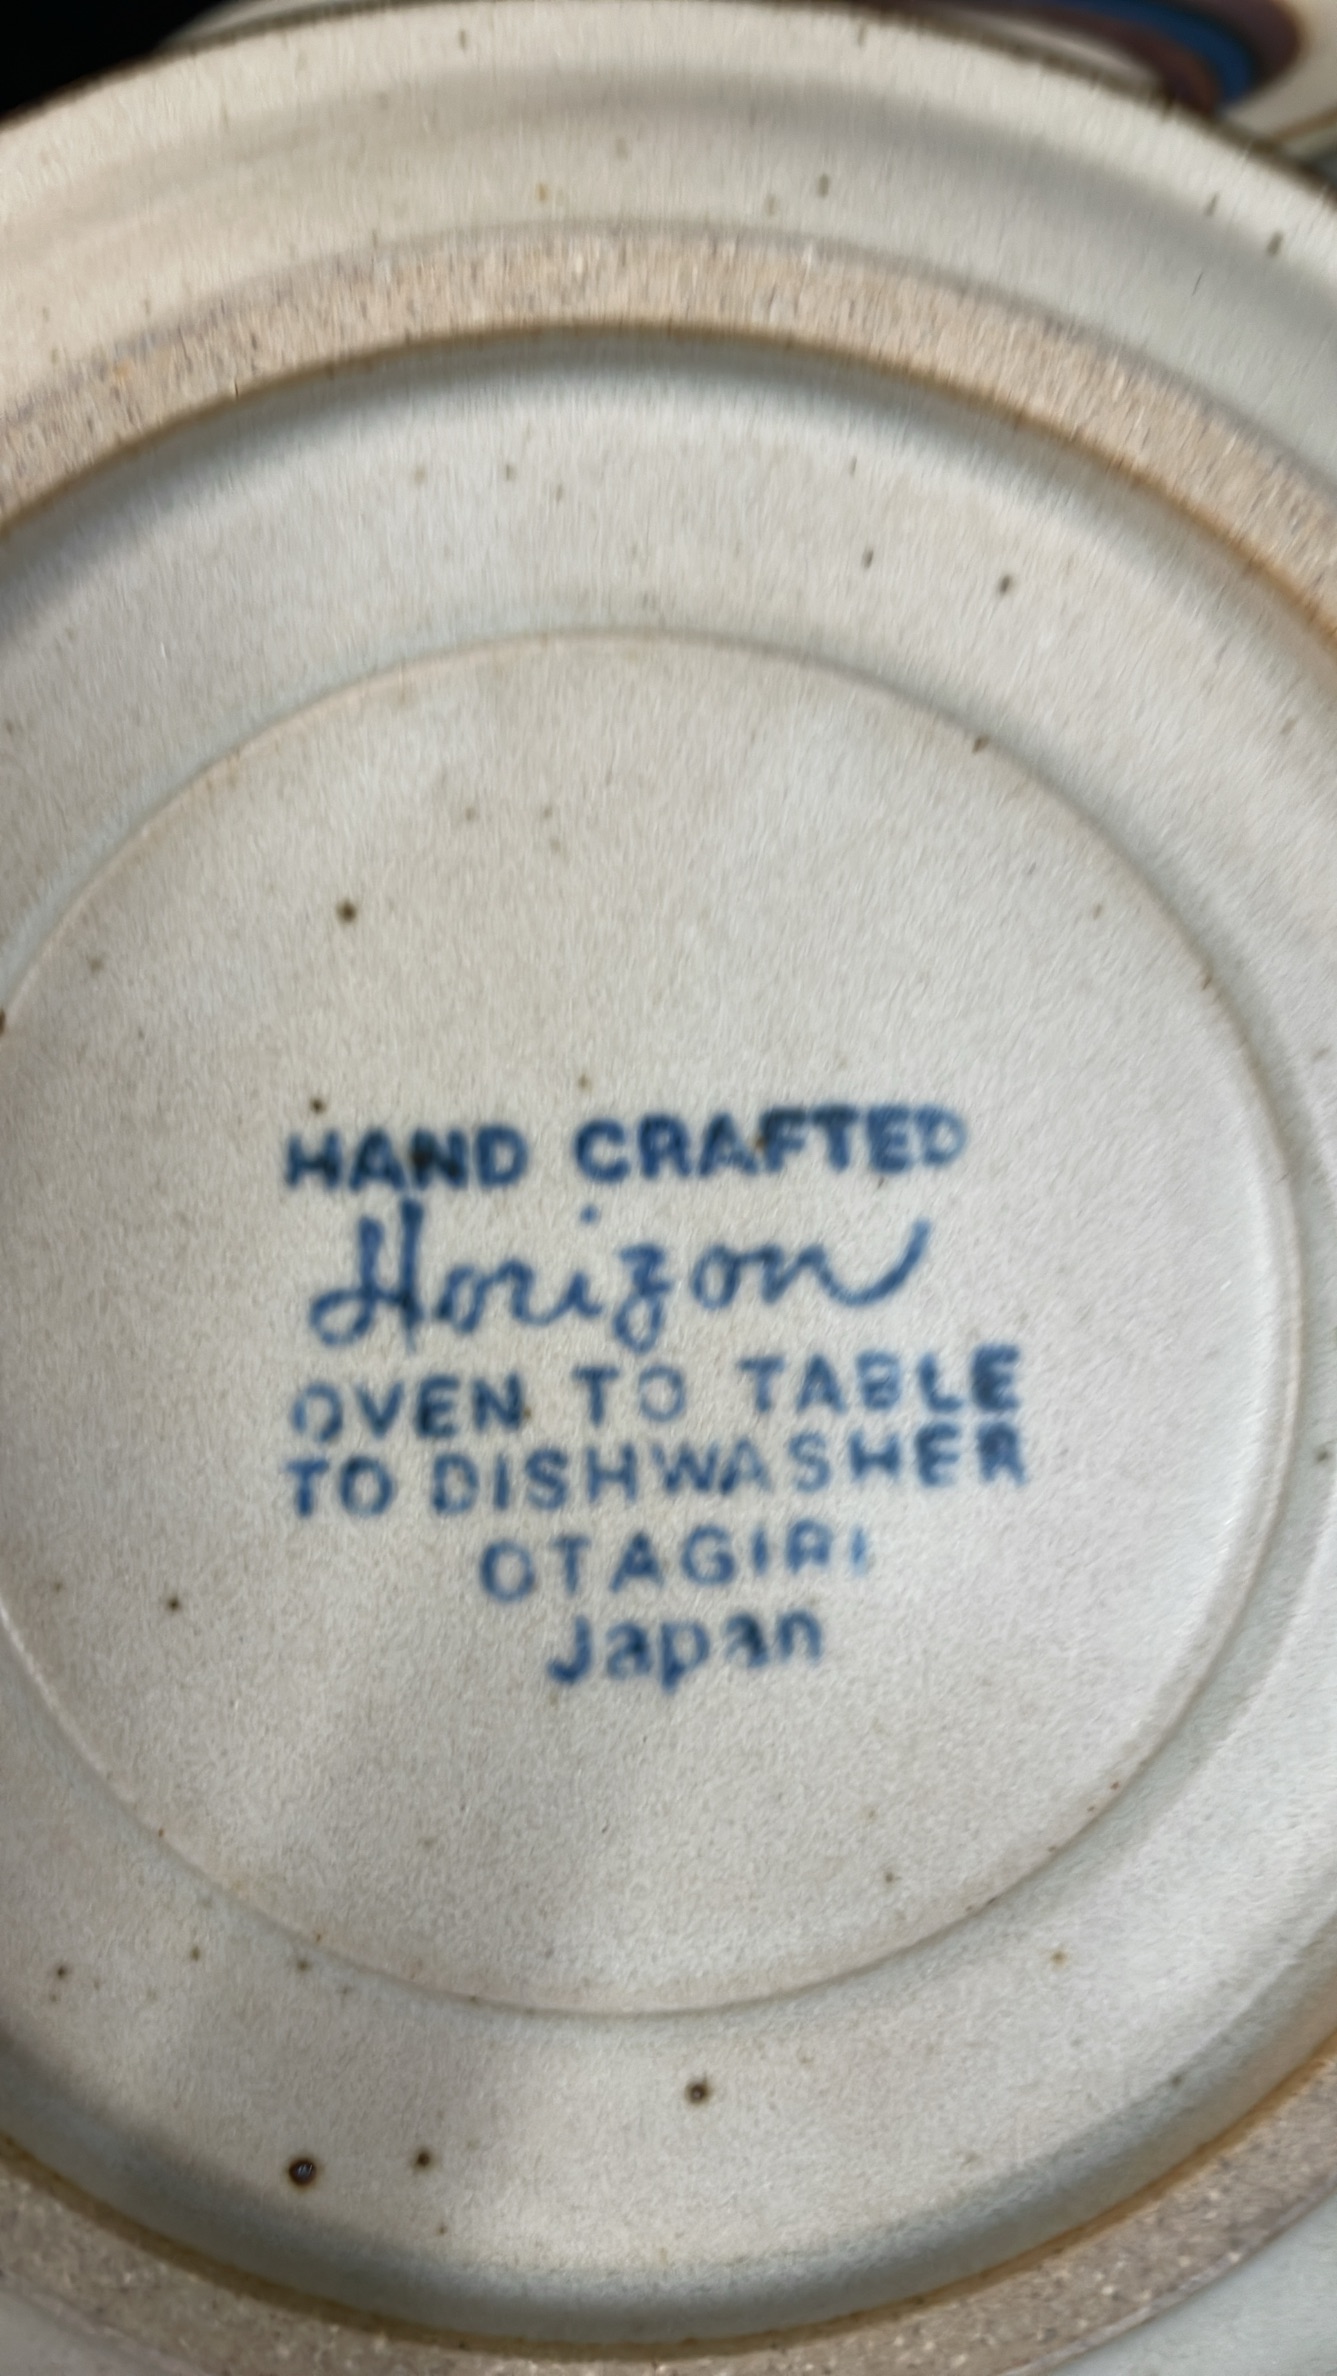 HAND CRAFTED
Horizon
OVEN TO TABLE
TO DISHWASHER
OTAGIRI
Japan